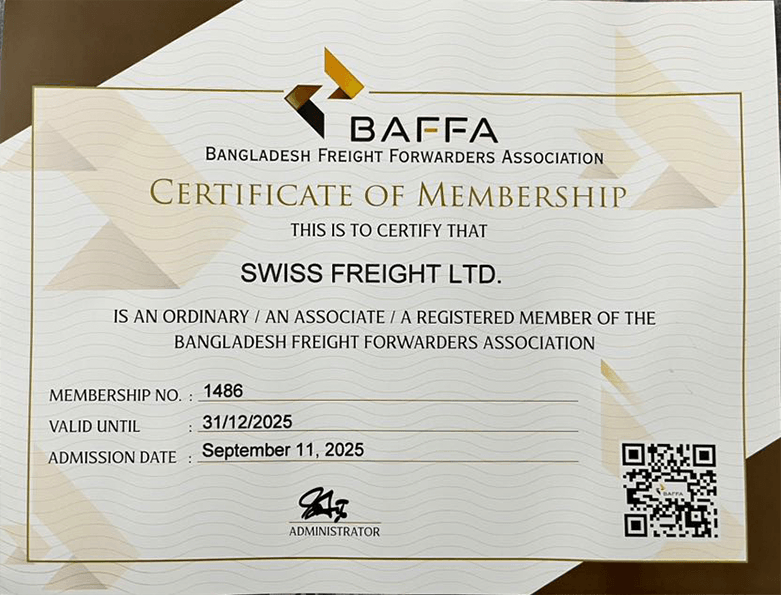 BAFFA
BANGLADESH FREIGHT FORWARDERS ASSOCIATION
CERTIFICATE OF MEMBERSHIP
THIS IS TO CERTIFY THAT
SWISS FREIGHT LTD.
IS AN ORDINARY / AN ASSOCIATE / A REGISTERED MEMBER OF THE
BANGLADESH FREIGHT FORWARDERS ASSOCIATION
MEMBERSHIP NO. : 1486
VALID UNTIL : 31/12/2025
ADMISSION DATE : September 11, 2025
BAFFA
ADMINISTRATOR